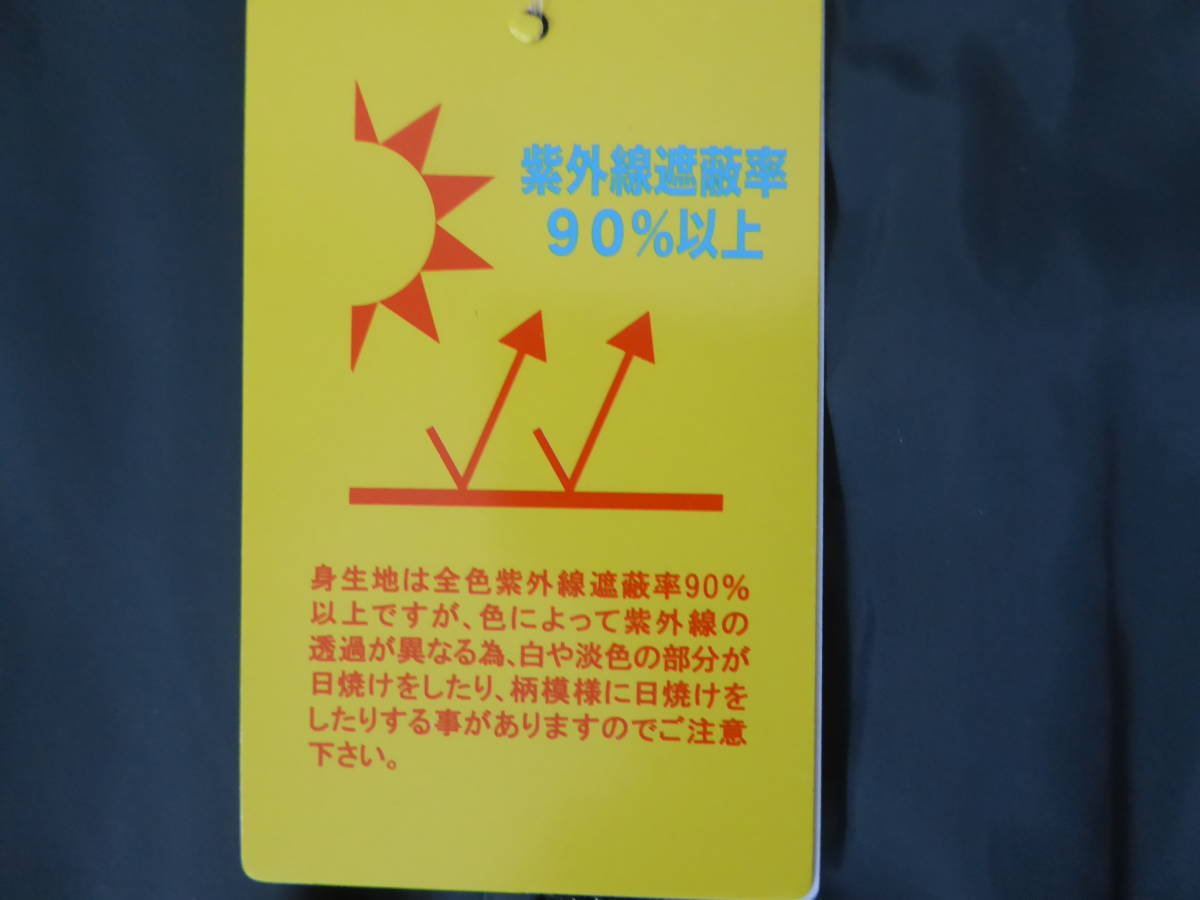 紫外線遮蔽率
９０％以上
身生地は全色紫外線遮蔽率90％
以上ですが、色によって紫外線の
透過が異なる為、白や淡色の部分が
日焼けをしたり、柄模様に日焼けを
したりする事がありますのでご注意
下さい。